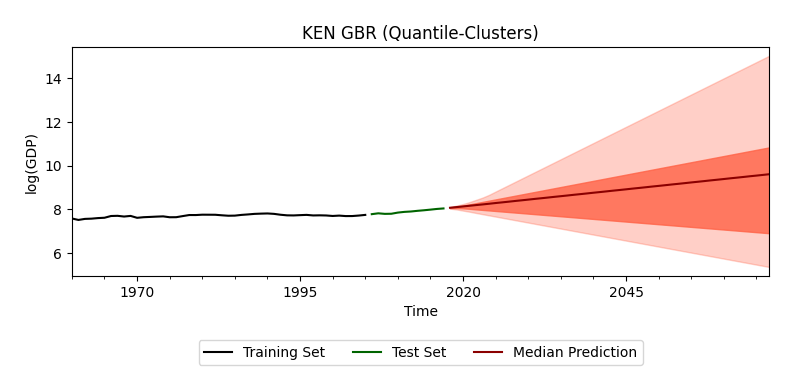 KEN GBR (Quantile-Clusters)
log(GDP)
14
12
10
8
6
1970 1995 2020 2045
Time
Training Set Test Set Median Prediction